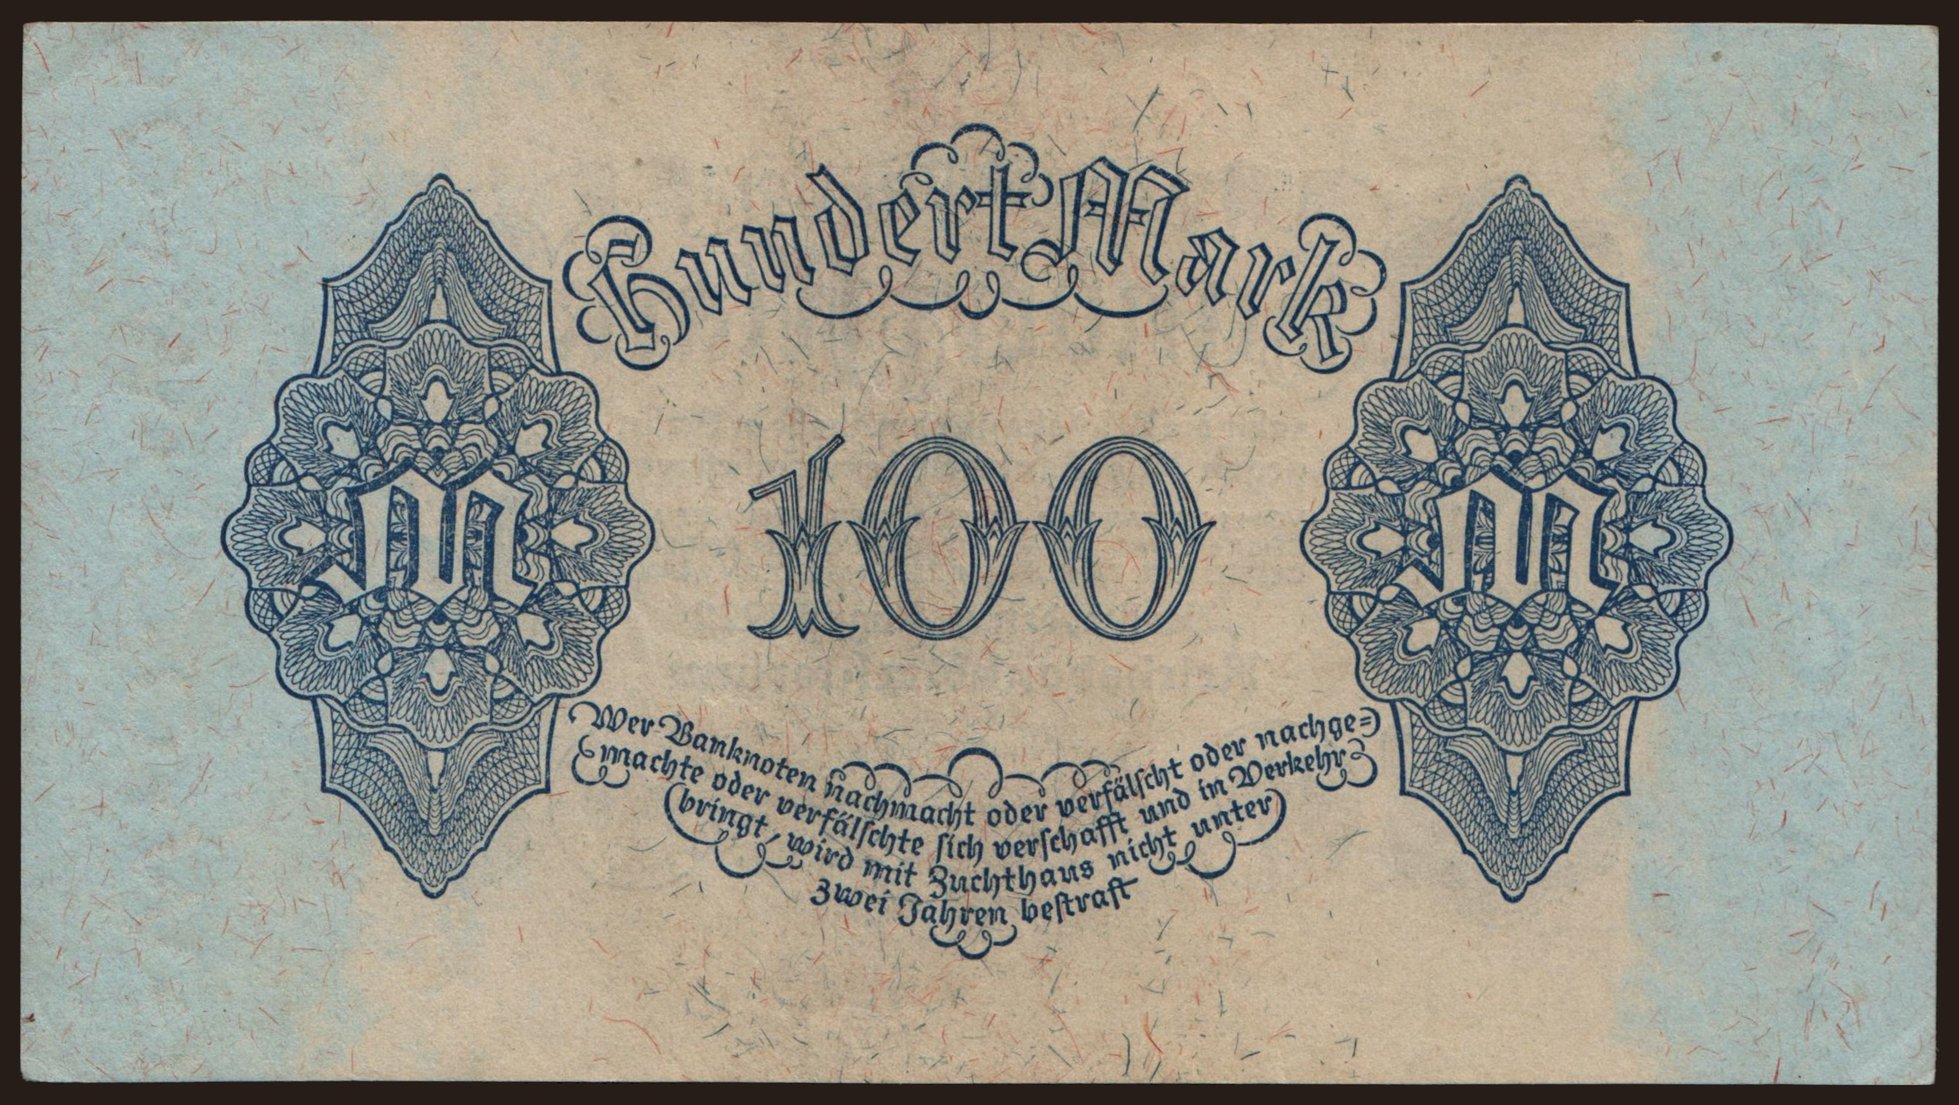 Hundert Mark
M
100
M
Wer Banknoten nachmacht oder verfälscht oder nachge=
machte oder verfälschte sich verschafft und in Verkehr
bringt, wird mit Zuchthaus nicht unter
zwei Jahren bestraft